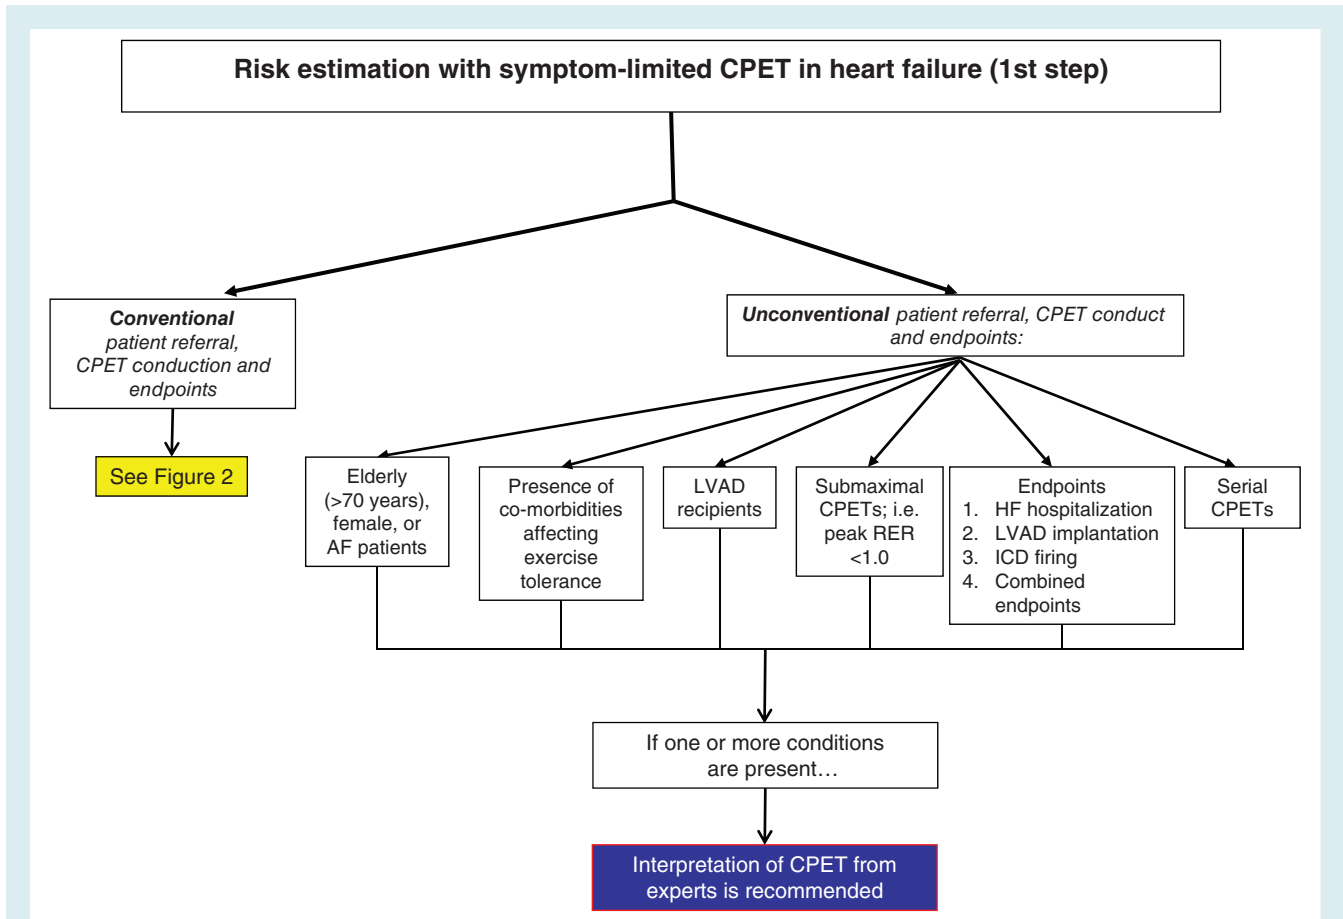 Risk estimation with symptom-limited CPET in heart failure (1st step)
Conventional
patient referral,
CPET conduction and
endpoints
See Figure 2
Unconventional patient referral, CPET conduct
and endpoints:
Elderly
(>70 years),
female, or
AF patients
Presence of
co-morbidities
affecting
exercise
tolerance
LVAD
recipients
Submaximal
CPETs; i.e.
peak RER
<1.0
Endpoints
1. HF hospitalization
2. LVAD implantation
3. ICD firing
4. Combined
endpoints
Serial
CPETs
If one or more conditions
are present…
Interpretation of CPET from
experts is recommended